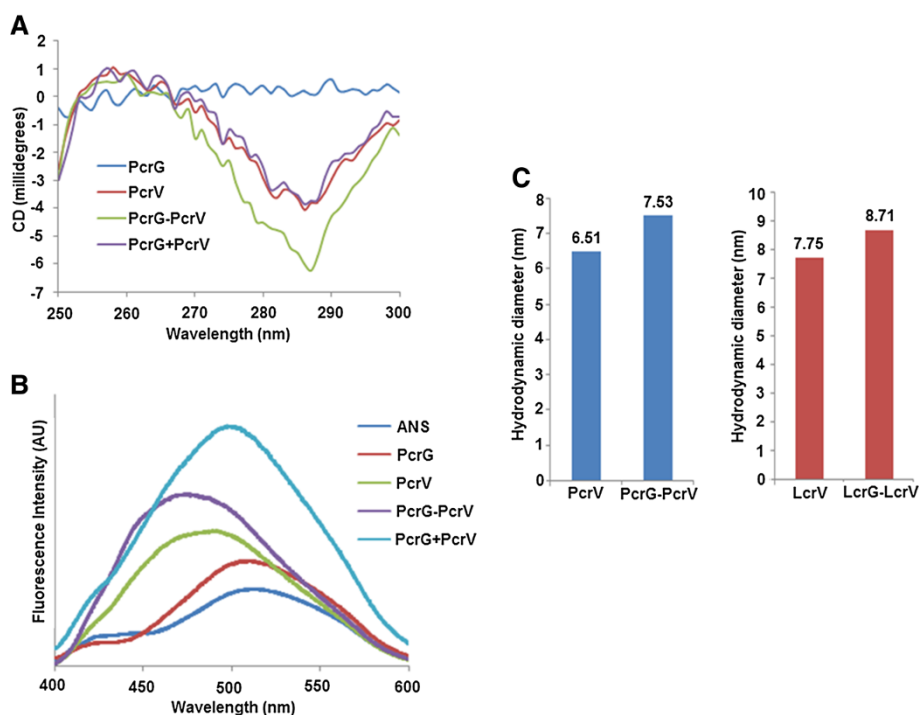 A
2
1
0
-1
-2
-3
-4
-5
-6
-7
CD (millidegrees)
PcrG
PcrV
PcrG-PcrV
PcrG+PcrV
250
260
270
280
290
300
Wavelength (nm)
B
Fluorescence Intensity (AU)
ANS
PcrG
PcrV
PcrG-PcrV
PcrG+PcrV
400
450
500
550
600
Wavelength (nm)
C
Hydrodynamic diameter (nm)
8
7
6
5
4
3
2
1
0
6.51
7.53
PcrV
PcrG-PcrV
Hydrodynamic diameter (nm)
10
9
8
7
6
5
4
3
2
1
0
7.75
8.71
LcrV
LcrG-LcrV